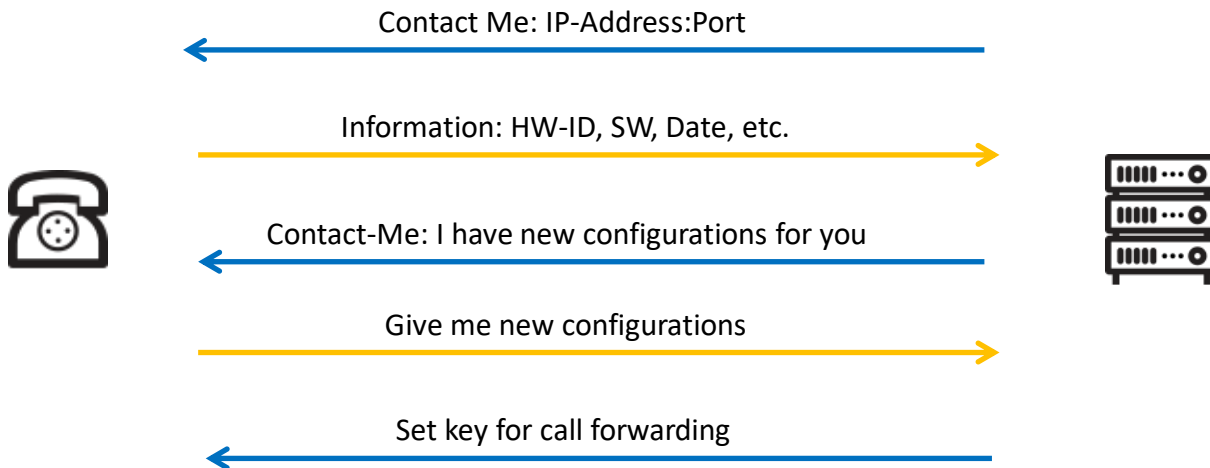 Contact Me: IP-Address:Port
Information: HW-ID, SW, Date, etc.
Contact-Me: I have new configurations for you
Give me new configurations
Set key for call forwarding